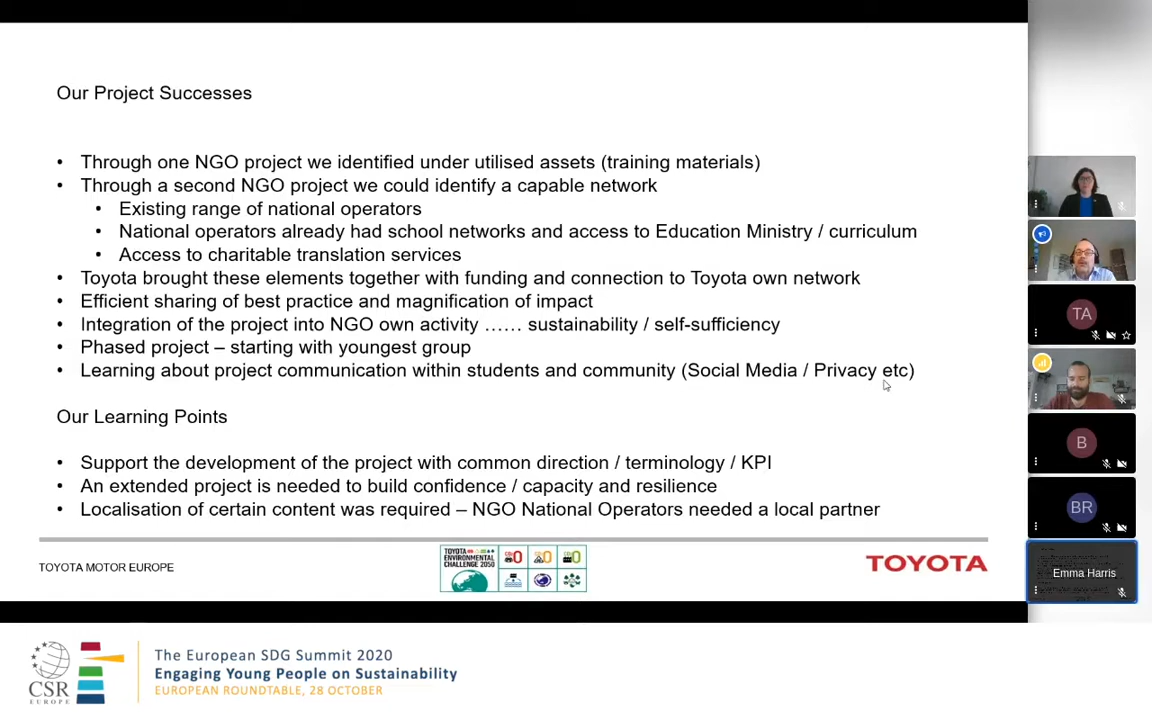 Our Project Successes
• Through one NGO project we identified under utilised assets (training materials)
• Through a second NGO project we could identify a capable network
• Existing range of national operators
• National operators already had school networks and access to Education Ministry / curriculum
• Access to charitable translation services
• Toyota brought these elements together with funding and connection to Toyota own network
• Efficient sharing of best practice and magnification of impact
• Integration of the project into NGO own activity …… sustainability / self-sufficiency
• Phased project – starting with youngest group
• Learning about project communication within students and community (Social Media / Privacy etc)
Our Learning Points
• Support the development of the project with common direction / terminology / KPI
• An extended project is needed to build confidence / capacity and resilience
• Localisation of certain content was required – NGO National Operators needed a local partner
TOYOTA MOTOR EUROPE
TOYOTA
ENVIRONMENTAL
CHALLENGE 2050
TOYOTA
TA
B
BR
Emma Harris
CSR
EUROPE
The European SDG Summit 2020
Engaging Young People on Sustainability
EUROPEAN ROUNDTABLE, 28 OCTOBER